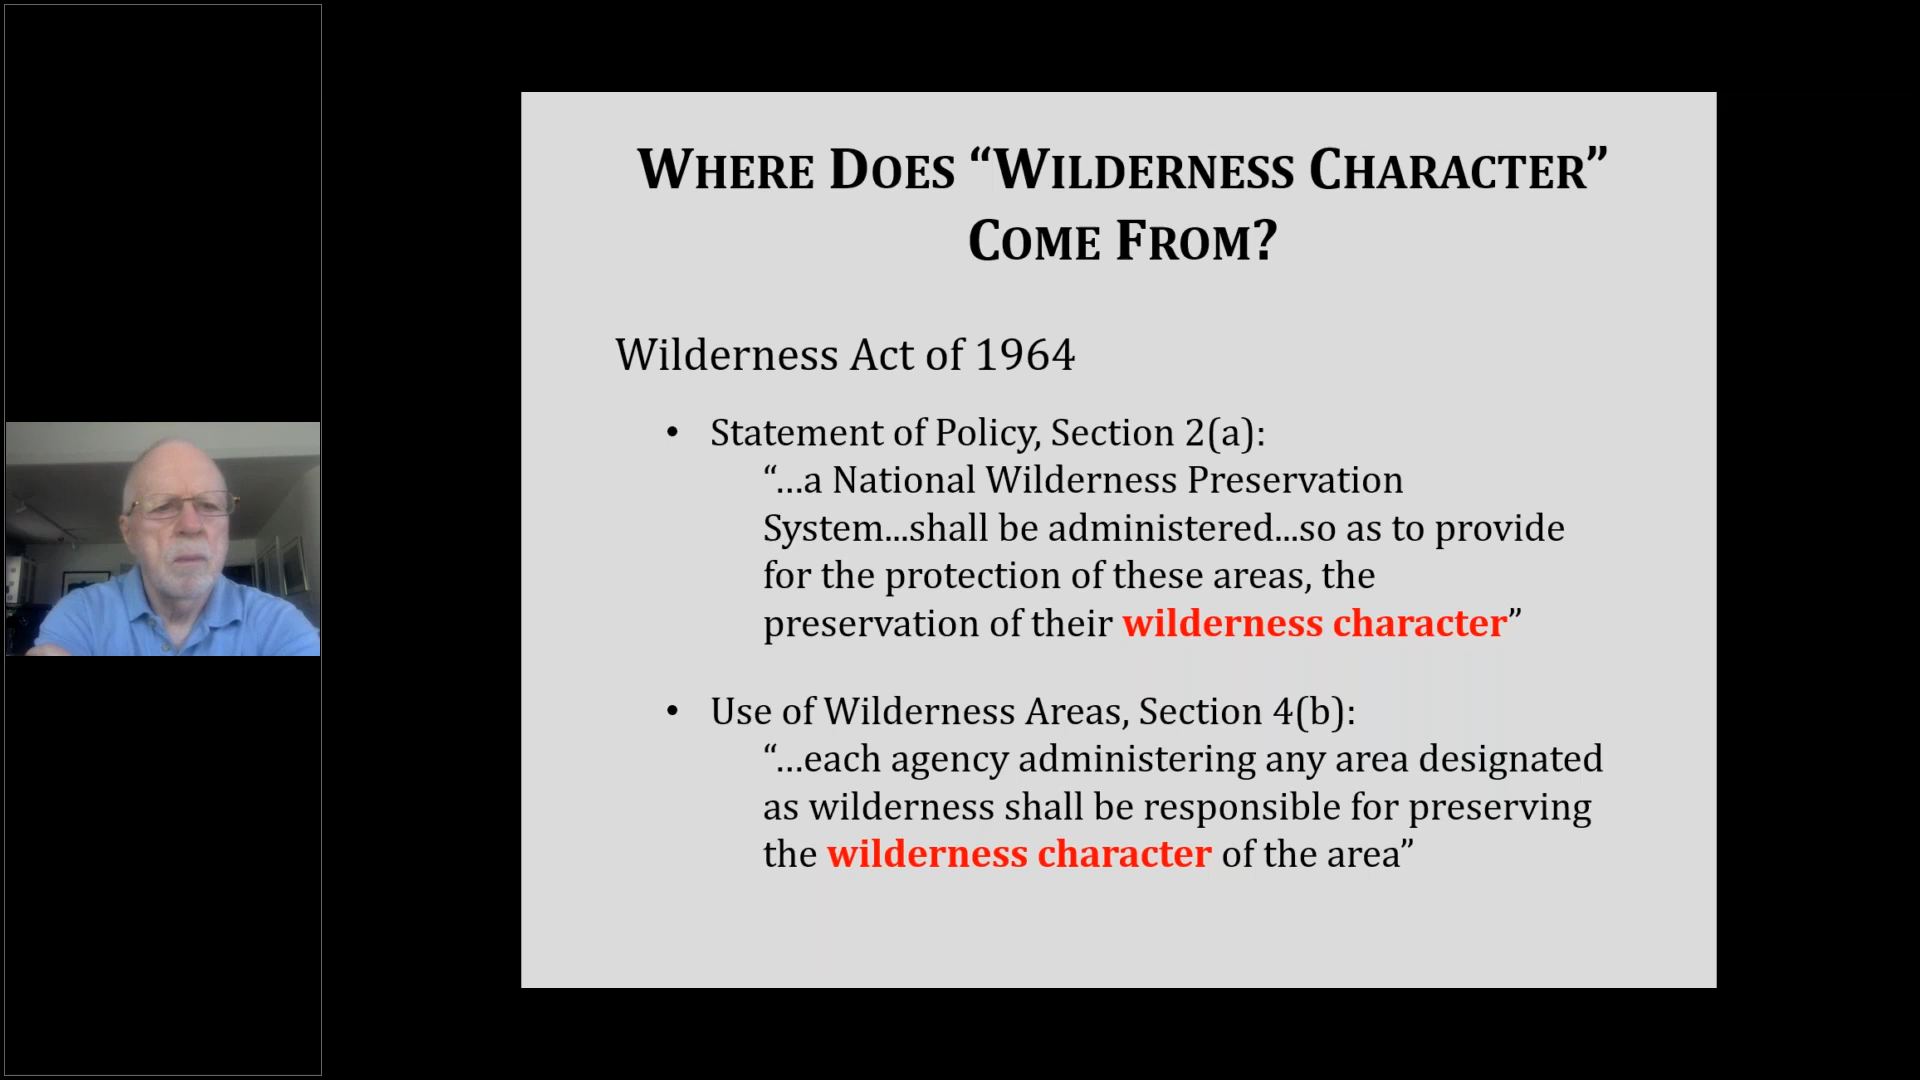 WHERE DOES “WILDERNESS CHARACTER”
COME FROM?
Wilderness Act of 1964
• Statement of Policy, Section 2(a):
“…a National Wilderness Preservation
System…shall be administered…so as to provide
for the protection of these areas, the
preservation of their wilderness character”
• Use of Wilderness Areas, Section 4(b):
“…each agency administering any area designated
as wilderness shall be responsible for preserving
the wilderness character of the area”